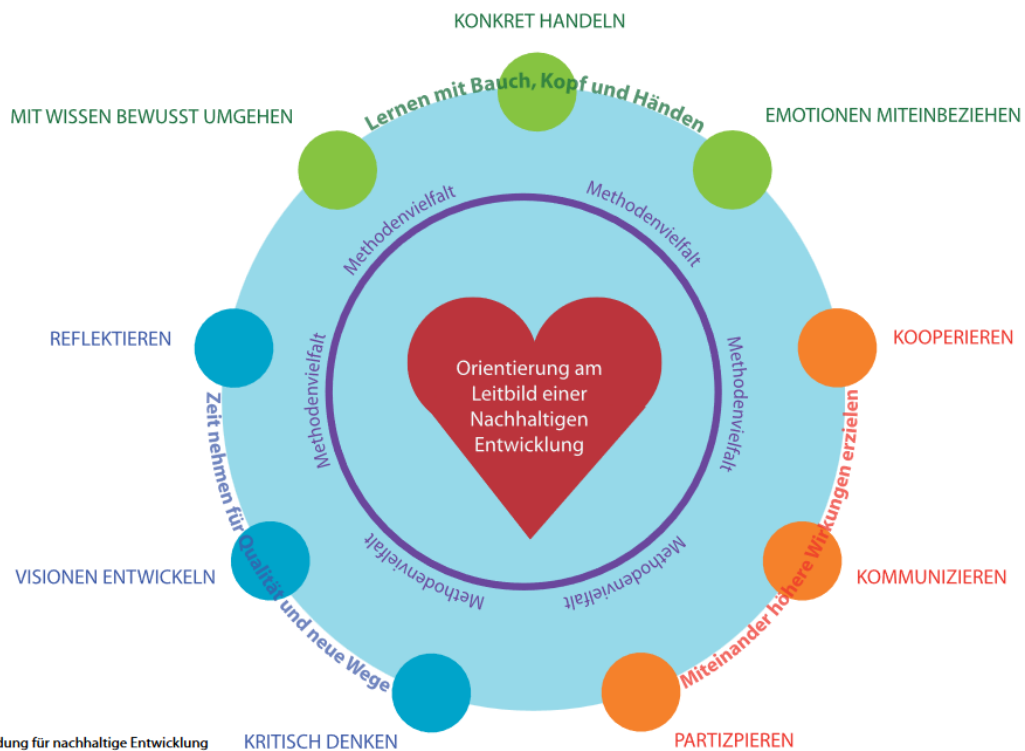 KONKRET HANDELN
Lernen mit Bauch, Kopf und Händen
MIT WISSEN BEWUSST UMGEHEN
EMOTIONEN MITEINBEZIEHEN
Methodenvielfalt
Methodenvielfalt
REFLEKTIEREN
KOOPERIEREN
Methodenvielfalt
Methodenvielfalt
Orientierung am
Leitbild einer
Nachhaltigen
Entwicklung
Zeit nehmen für Qualität und neue Wege
Miteinander höhere Wirkungen erzielen
Methodenvielfalt
Methodenvielfalt
VISIONEN ENTWICKELN
KOMMUNIZIEREN
KRITISCH DENKEN
PARTIZPIEREN
für nachhaltige Entwicklung